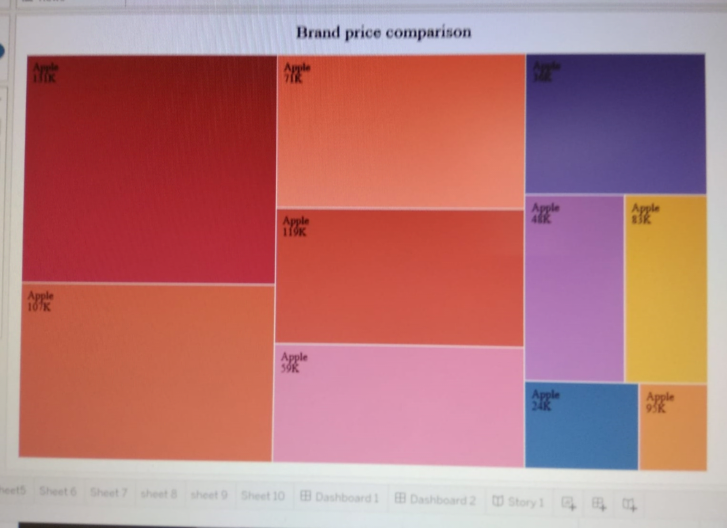 Brand price comparison
Apple
131K
Apple
107K
Apple
71K
Apple
119K
Apple
59K
Apple
Apple
48K
Apple
83K
Apple
24K
Apple
95K
Sheet 6
Sheet 7
sheet 8
sheet 9
Sheet 10
Dashboard 1
Dashboard 2
Story 1